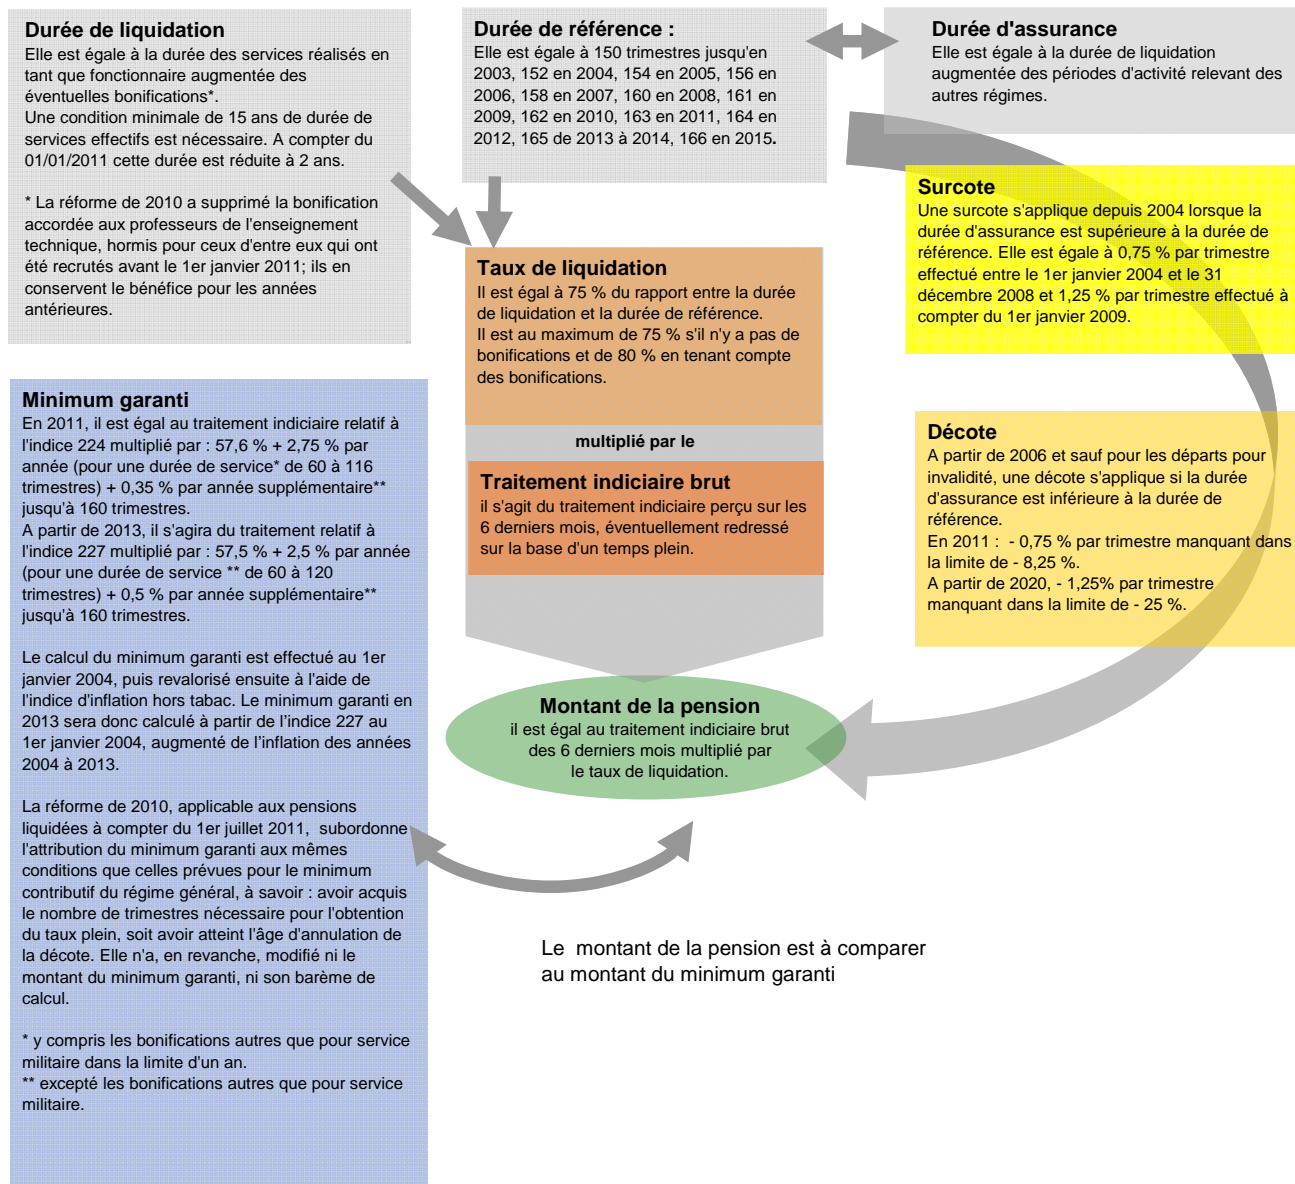 Durée de liquidation
Elle est égale à la durée des services réalisés en
tant que fonctionnaire augmentée des
éventuelles bonifications*.
Une condition minimale de 15 ans de durée de
services effectifs est nécessaire. A compter du
01/01/2011 cette durée est réduite à 2 ans.
* La réforme de 2010 a supprimé la bonification
accordée aux professeurs de l'enseignement
technique, hormis pour ceux d'entre eux qui ont
été recrutés avant le 1er janvier 2011; ils en
conservent le bénéfice pour les années
antérieures.
Durée de référence :
Elle est égale à 150 trimestres jusqu'en
2003, 152 en 2004, 154 en 2005, 156 en
2006, 158 en 2007, 160 en 2008, 161 en
2009, 162 en 2010, 163 en 2011, 164 en
2012, 165 de 2013 à 2014, 166 en 2015.
Durée d'assurance
Elle est égale à la durée de liquidation
augmentée des périodes d'activité relevant des
autres régimes.
Surcote
Une surcote s'applique depuis 2004 lorsque la
durée d'assurance est supérieure à la durée de
référence. Elle est égale à 0,75 % par trimestre
effectué entre le 1er janvier 2004 et le 31
décembre 2008 et 1,25 % par trimestre effectué à
compter du 1er janvier 2009.
Taux de liquidation
Il est égal à 75 % du rapport entre la durée
de liquidation et la durée de référence.
Il est au maximum de 75 % s'il n'y a pas de
bonifications et de 80 % en tenant compte
des bonifications.
multiplié par le
Traitement indiciaire brut
il s'agit du traitement indiciaire perçu sur les
6 derniers mois, éventuellement redressé
sur la base d'un temps plein.
Décote
A partir de 2006 et sauf pour les départs pour
invalidité, une décote s'applique si la durée
d'assurance est inférieure à la durée de
référence.
En 2011 :  - 0,75 % par trimestre manquant dans
la limite de - 8,25 %.
A partir de 2020, - 1,25% par trimestre
manquant dans la limite de - 25 %.
Minimum garanti
En 2011, il est égal au traitement indiciaire relatif à
l'indice 224 multiplié par : 57,6 % + 2,75 % par
année (pour une durée de service* de 60 à 116
trimestres) + 0,35 % par année supplémentaire**
jusqu'à 160 trimestres.
A partir de 2013, il s'agira du traitement relatif à
l'indice 227 multiplié par : 57,5 % + 2,5 % par année
(pour une durée de service ** de 60 à 120
trimestres) + 0,5 % par année supplémentaire**
jusqu'à 160 trimestres.
Le calcul du minimum garanti est effectué au 1er
janvier 2004, puis revalorisé ensuite à l'aide de
l'indice d'inflation hors tabac. Le minimum garanti en
2013 sera donc calculé à partir de l'indice 227 au
1er janvier 2004, augmenté de l'inflation des années
2004 à 2013.
La réforme de 2010, applicable aux pensions
liquidées à compter du 1er juillet 2011,  subordonne
l'attribution du minimum garanti aux mêmes
conditions que celles prévues pour le minimum
contributif du régime général, à savoir : avoir acquis
le nombre de trimestres nécessaire pour l'obtention
du taux plein, soit avoir atteint l'âge d'annulation de
la décote. Elle n'a, en revanche, modifié ni le
montant du minimum garanti, ni son barème de
calcul.
* y compris les bonifications autres que pour service
militaire dans la limite d'un an.
** excepté les bonifications autres que pour service
militaire.
Montant de la pension
il est égal au traitement indiciaire brut
des 6 derniers mois multiplié par
le taux de liquidation.
Le  montant de la pension est à comparer
au montant du minimum garanti